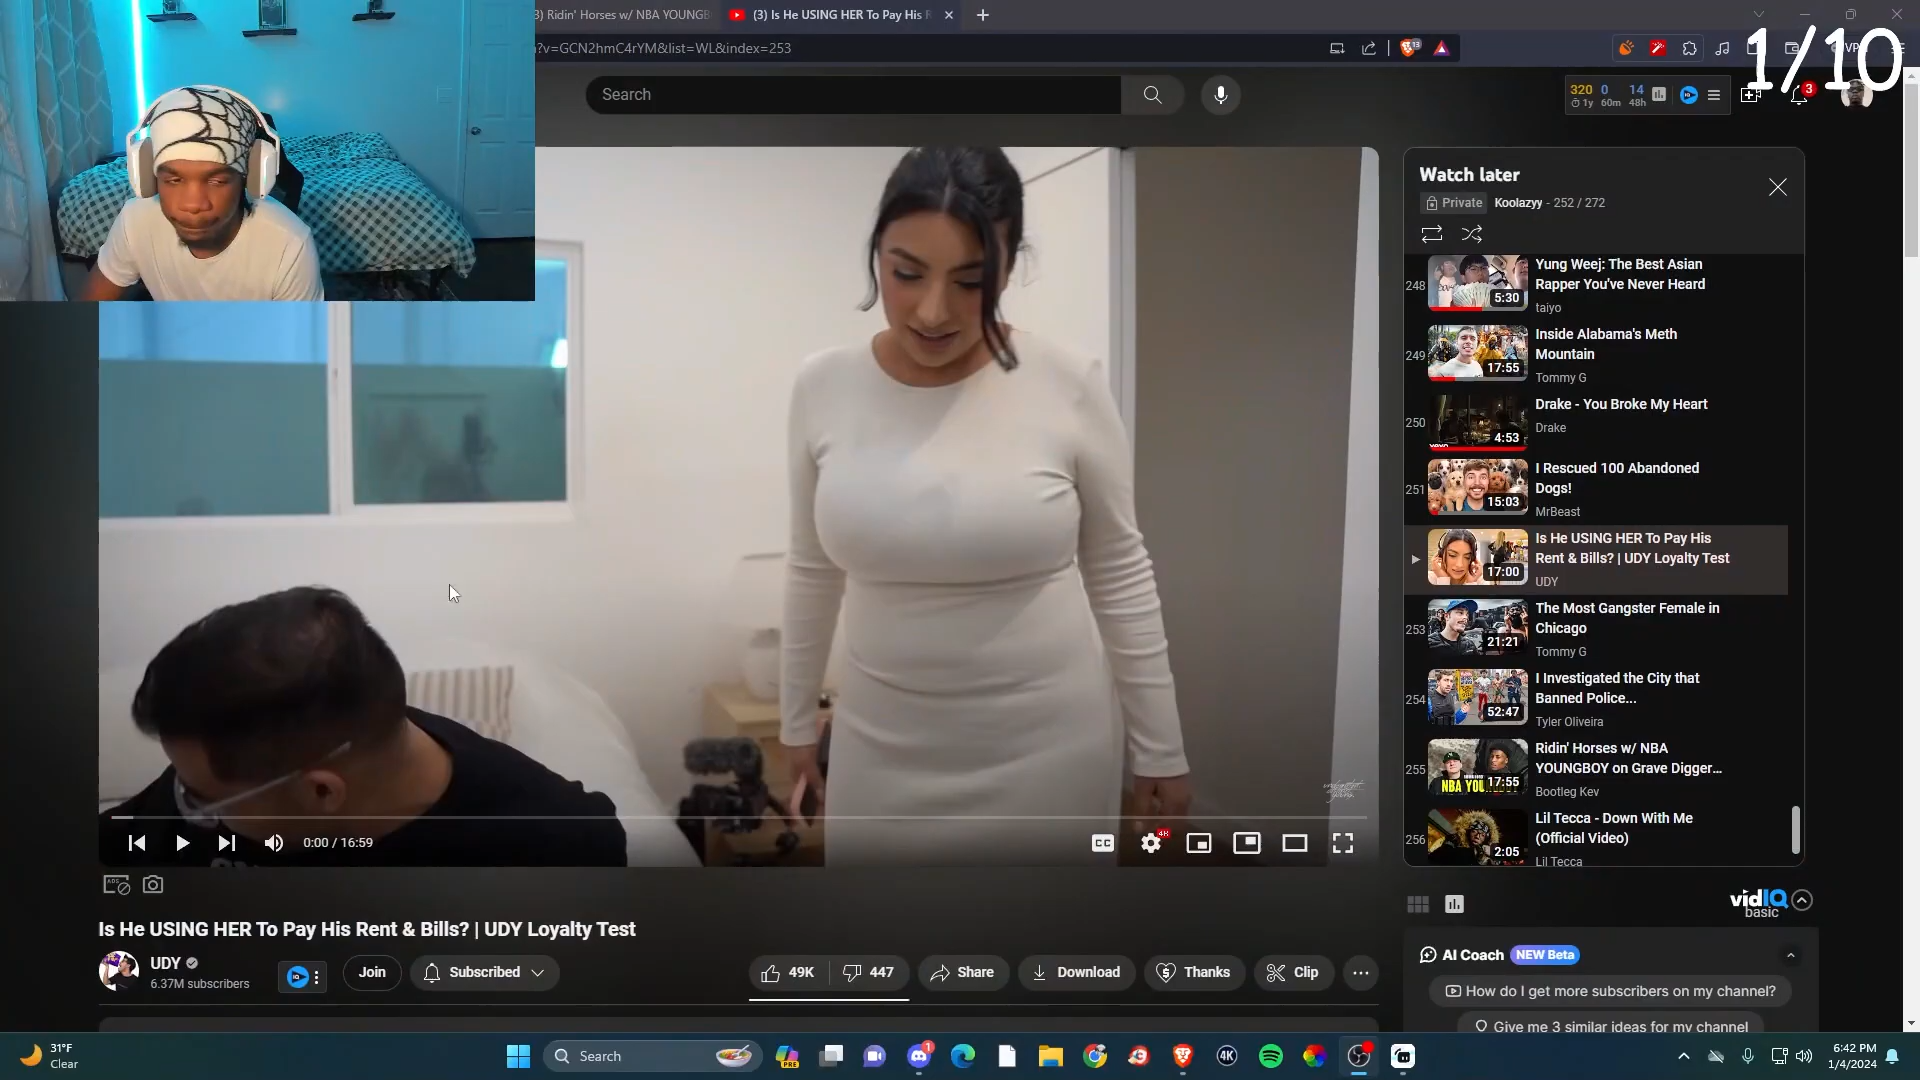 3) Ridin' Horses w/ NBA YOUNGB
(3) Is He USING HER To Pay His R
?v=GCN2hmC4rYM&list=WL&index=253
13
VPN
1/10
Search
320 0 14
1y 60m 48h
3
Watch later
Private Koolazyy - 252 / 272
248
Yung Weej: The Best Asian
Rapper You've Never Heard
5:30
taiyo
249
Inside Alabama's Meth
Mountain
17:55
Tommy G
250
Drake - You Broke My Heart
Drake
4:53
251
I Rescued 100 Abandoned
Dogs!
15:03
MrBeast
Is He USING HER To Pay His
Rent & Bills? | UDY Loyalty Test
17:00
UDY
253
The Most Gangster Female in
Chicago
21:21
Tommy G
254
I Investigated the City that
Banned Police...
52:47
Tyler Oliveira
255
Ridin' Horses w/ NBA
YOUNGBOY on Grave Digger...
17:55
Bootleg Kev
256
Lil Tecca - Down With Me
(Official Video)
2:05
Lil Tecca
0:00 / 16:59
CC
4K
ADS
Is He USING HER To Pay His Rent & Bills? | UDY Loyalty Test
UDY
6.37M subscribers
Join
Subscribed
49K
447
Share
Download
Thanks
Clip
vidIQ
basic
AI Coach NEW Beta
How do I get more subscribers on my channel?
Give me 3 similar ideas for my channel
31°F
Clear
Search
PRE
1
4K
6:42 PM
1/4/2024